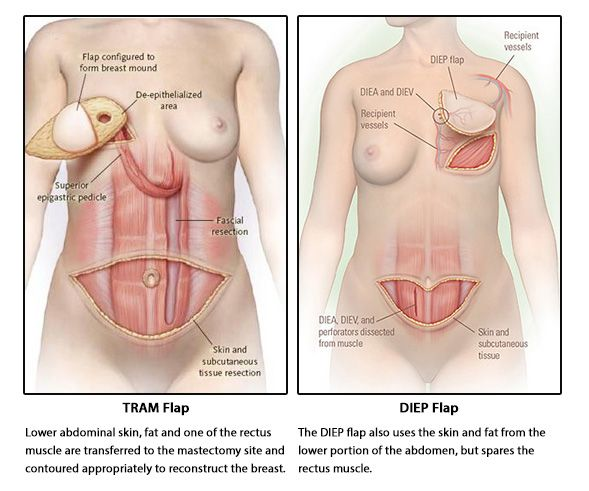 Flap configured to
form breast mound
De-epithelialized
area
Superior
epigastric pedicle
Fascial
resection
Skin and
subcutaneous
tissue resection
Recipient
vessels
DIEP flap
DIEA and DIEV
Recipient
vessels
DIEA, DIEV, and
perforators dissected
from muscle
Skin and
subcutaneous
tissue
TRAM Flap
Lower abdominal skin, fat and one of the rectus
muscle are transferred to the mastectomy site and
contoured appropriately to reconstruct the breast.
DIEP Flap
The DIEP flap also uses the skin and fat from the
lower portion of the abdomen, but spares the
rectus muscle.